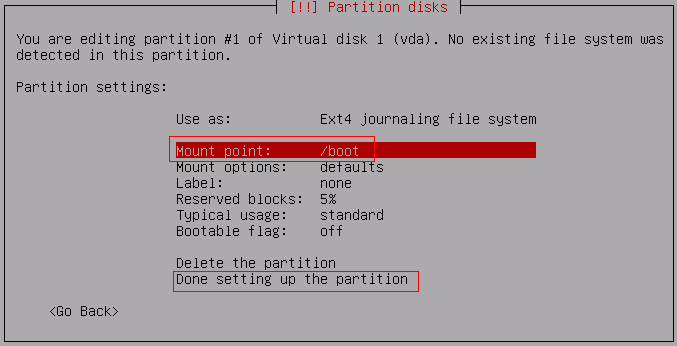 [!!] Partition disks
You are editing partition #1 of Virtual disk 1 (vda). No existing file system was
detected in this partition.
Partition settings:
Use as: Ext4 journaling file system
Mount point: /boot
Mount options: defaults
Label: none
Reserved blocks: 5%
Typical usage: standard
Bootable flag: off
Delete the partition
Done setting up the partition
<Go Back>